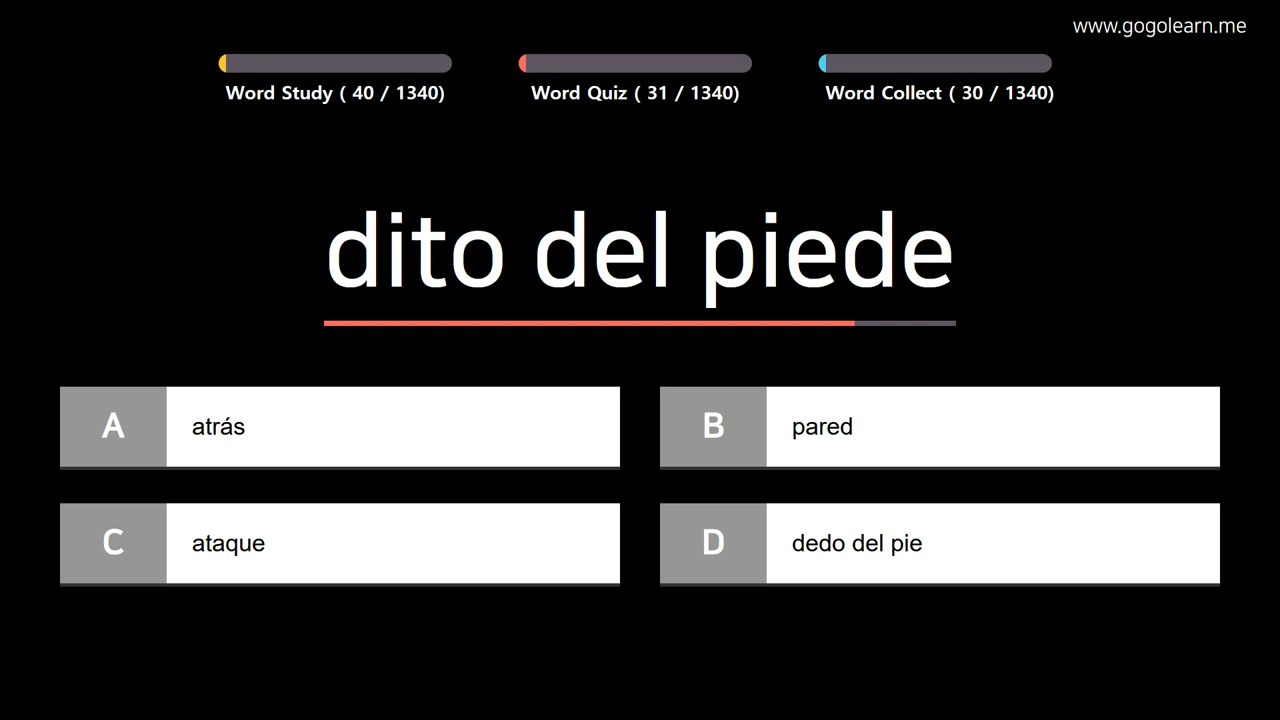 www.gogolearn.me
Word Study ( 40 / 1340)
Word Quiz ( 31 / 1340)
Word Collect ( 30 / 1340)
dito del piede
A
atrás
B
pared
C
ataque
D
dedo del pie